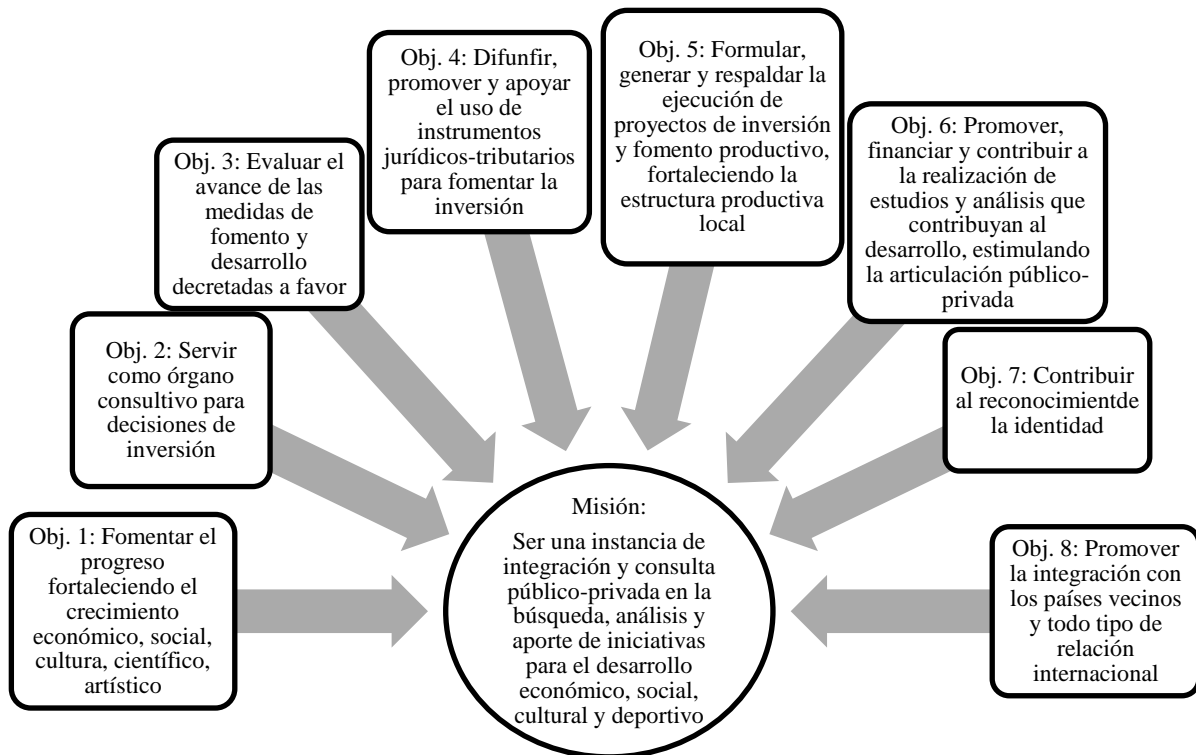 Obj. 1: Fomentar el
progreso
fortaleciendo el
crecimiento
económico, social,
cultura, científico,
artístico
Obj. 2: Servir
como órgano
consultivo para
decisiones de
inversión
Obj. 3: Evaluar el
avance de las
medidas de
fomento y
desarrollo
decretadas a favor
Obj. 4: Difunfir,
promover y apoyar
el uso de
instrumentos
jurídicos-tributarios
para fomentar la
inversión
Obj. 5: Formular,
generar y respaldar la
ejecución de
proyectos de inversión
y fomento productivo,
fortaleciendo la
estructura productiva
local
Obj. 6: Promover,
financiar y contribuir a
la realización de
estudios y análisis que
contribuyan al
desarrollo, estimulando
la articulación público-
privada
Obj. 7: Contribuir
al reconocimientde
la identidad
Obj. 8: Promover
la integración con
los países vecinos
y todo tipo de
relación
internacional
Misión:
Ser una instancia de
integración y consulta
público-privada en la
búsqueda, análisis y
aporte de iniciativas
para el desarrollo
económico, social,
cultural y deportivo